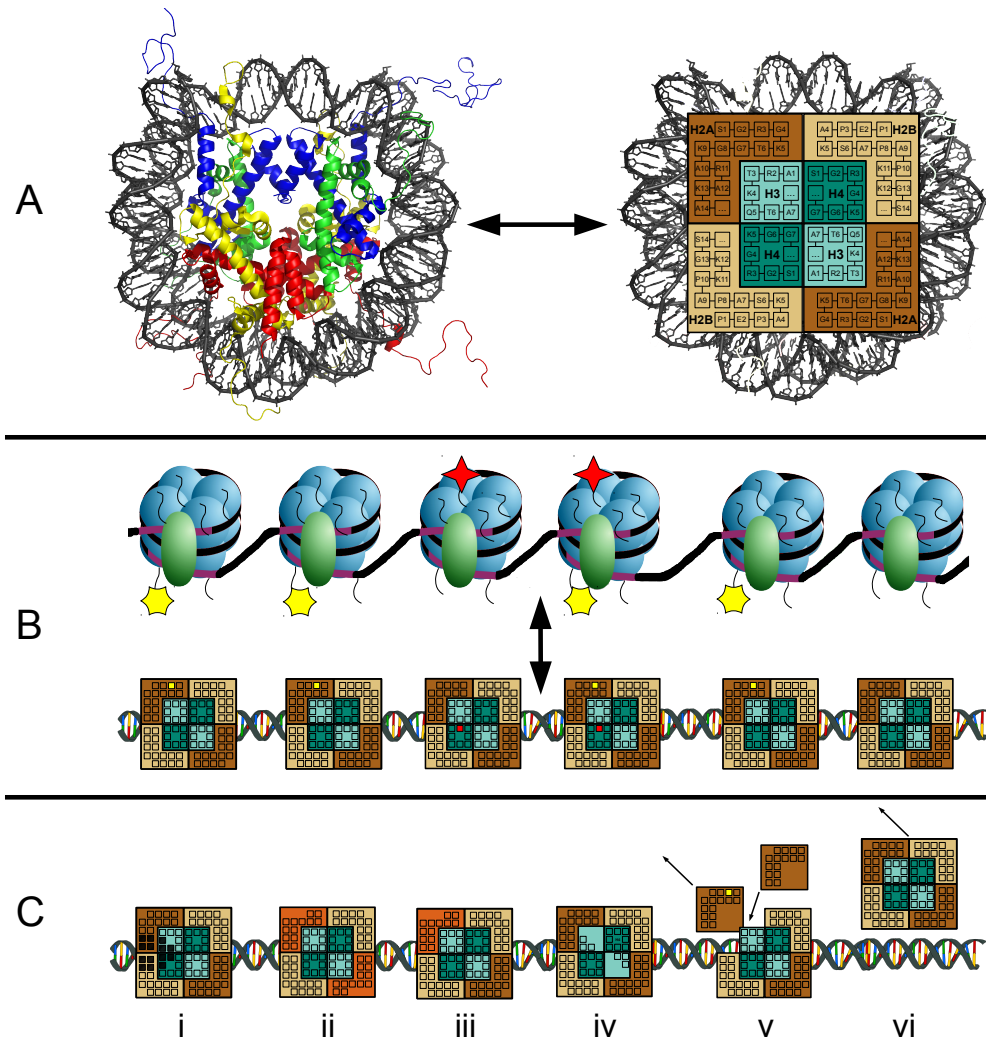 A
H2A S1 G2 R3 G4 A4 P3 E2 P1 H2B
K9 G8 G7 T6 K5 K5 S6 A7 P8 A9
A10 R11 T3 R2 A1 S1 G2 R3 K11 P10
K13 A12 K4 H3 ... ... H4 G4 K12 G13
A14 ... Q5 T6 A7 G7 G6 K5 ... S14
S14 ... K5 G6 G7 A7 T6 Q5 ... A14
G13 K12 G4 H4 ... ... H3 K4 A12 K13
P10 K11 R3 G2 S1 A1 R2 T3 R11 A10
A9 P8 A7 S6 K5 K5 T6 G7 G8 K9
H2B P1 E2 P3 A4 G4 R3 G2 S1 H2A
B
C
i ii iii iv v vi